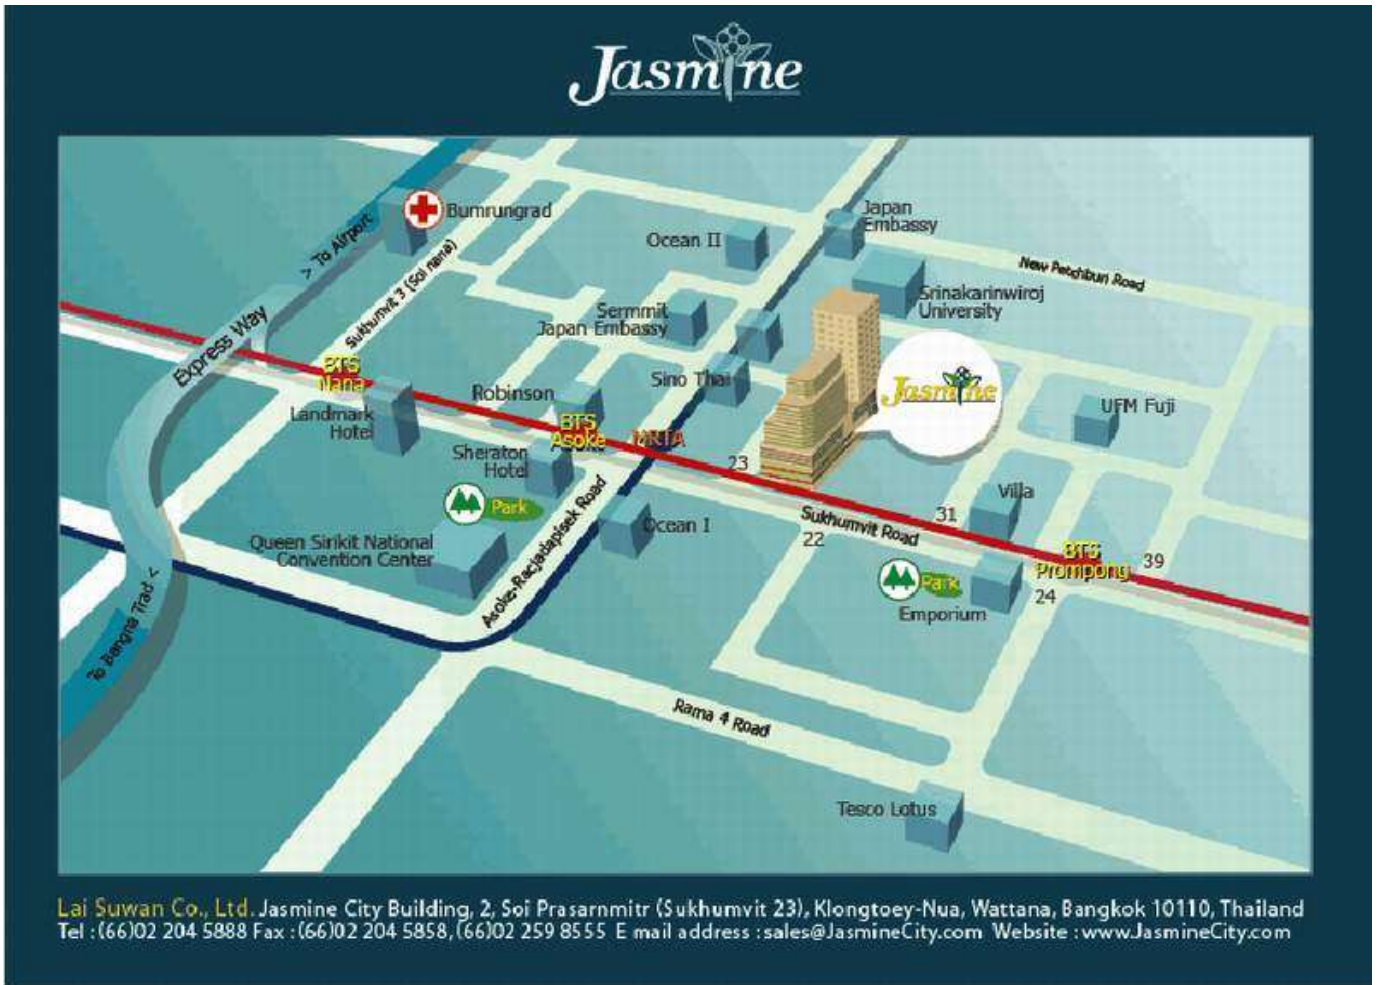 Jasmine
Bumrungrad
Japan
Embassy
> To Airport
Ocean II
Sukhumvit 3 (Soi nana)
New Petchburi Road
Srinakarinwiroj
University
Sermmit
Japan Embassy
Express Way
BTS
Nana
Sino Thai
Jasmine
Robinson
Landmark
Hotel
UFM Fuji
BTS
Asoke
Asoke
MRTA
Sheraton
Hotel
23
Villa
Park
31
Sukhumvit Road
22
Ocean I
Queen Sirikit National
Convention Center
Asoke-Racjadapisek Road
BTS
Prompong
39
Park
24
Emporium
To Bangna Trad <
Rama 4 Road
Tesco Lotus
Lai Suwan Co., Ltd. Jasmine City Building, 2, Soi Prasarnmitr (Sukhumvit 23), Klongtoey-Nua, Wattana, Bangkok 10110, Thailand
Tel : (66)02 204 5888 Fax : (66)02 204 5858, (66)02 259 8555 E mail address : sales@JasmineCity.com Website : www.JasmineCity.com